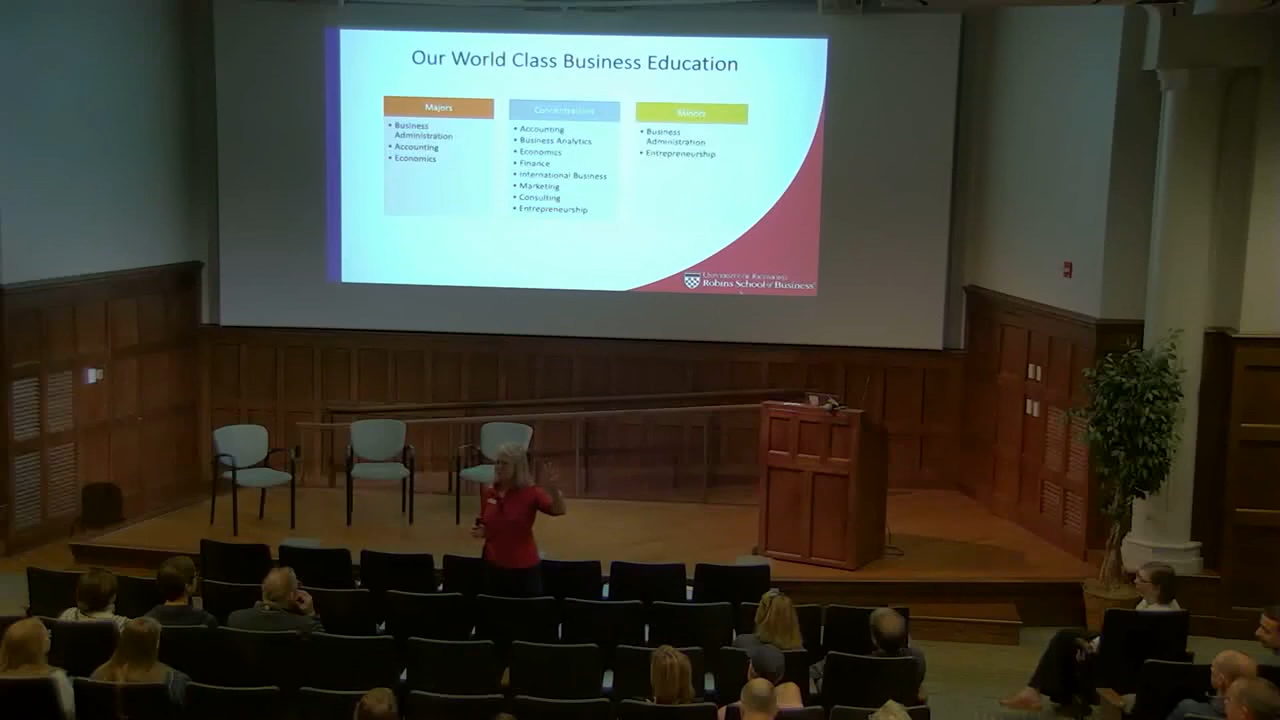 Our World Class Business Education
Majors
• Business
Administration
• Accounting
• Economics
Concentrations
• Accounting
• Business Analytics
• Economics
• Finance
• International Business
• Marketing
• Consulting
• Entrepreneurship
Minors
• Business
Administration
• Entrepreneurship
University of Richmond
Robins School of Business